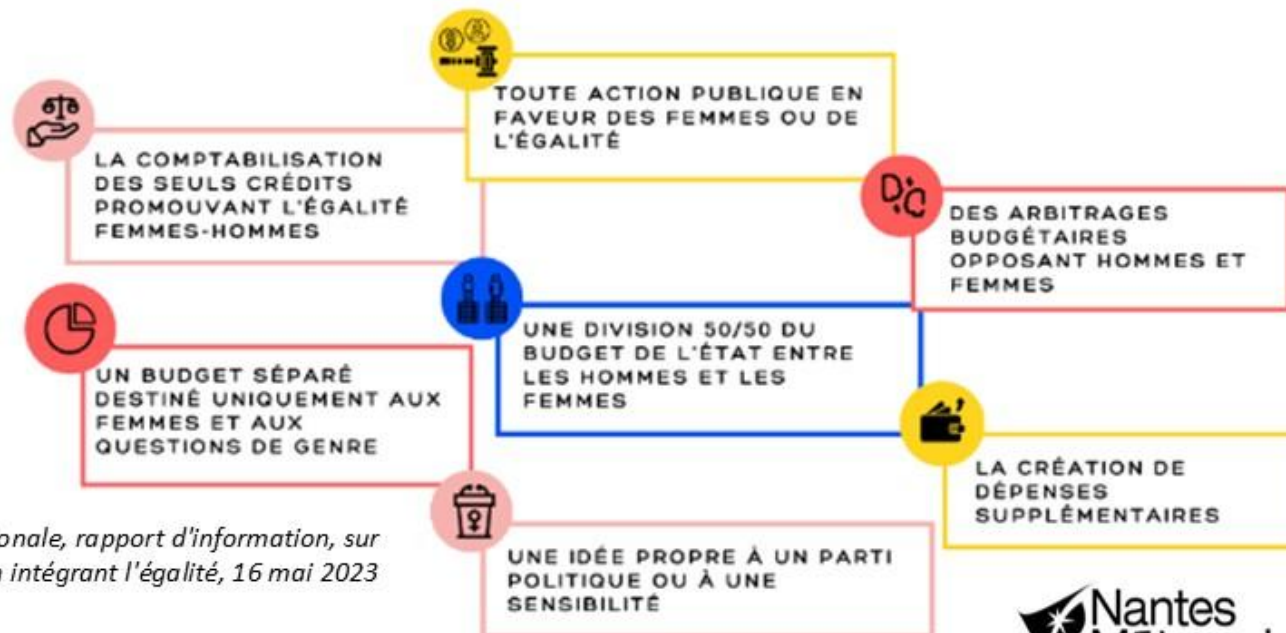 TOUTE ACTION PUBLIQUE EN
FAVEUR DES FEMMES OU DE
L'ÉGALITÉ
LA COMPTABILISATION
DES SEULS CRÉDITS
PROMOUVANT L'ÉGALITÉ
FEMMES-HOMMES
DES ARBITRAGES
BUDGÉTAIRES
OPPOSANT HOMMES ET
FEMMES
UNE DIVISION 50/50 DU
BUDGET DE L'ÉTAT ENTRE
LES HOMMES ET LES
FEMMES
UN BUDGET SÉPARÉ
DESTINÉ UNIQUEMENT AUX
FEMMES ET AUX
QUESTIONS DE GENRE
LA CRÉATION DE
DÉPENSES
SUPPLÉMENTAIRES
UNE IDÉE PROPRE À UN PARTI
POLITIQUE OU À UNE
SENSIBILITÉ
rapport d'information, sur
intégrant l'égalité, 16 mai 2023
Nantes